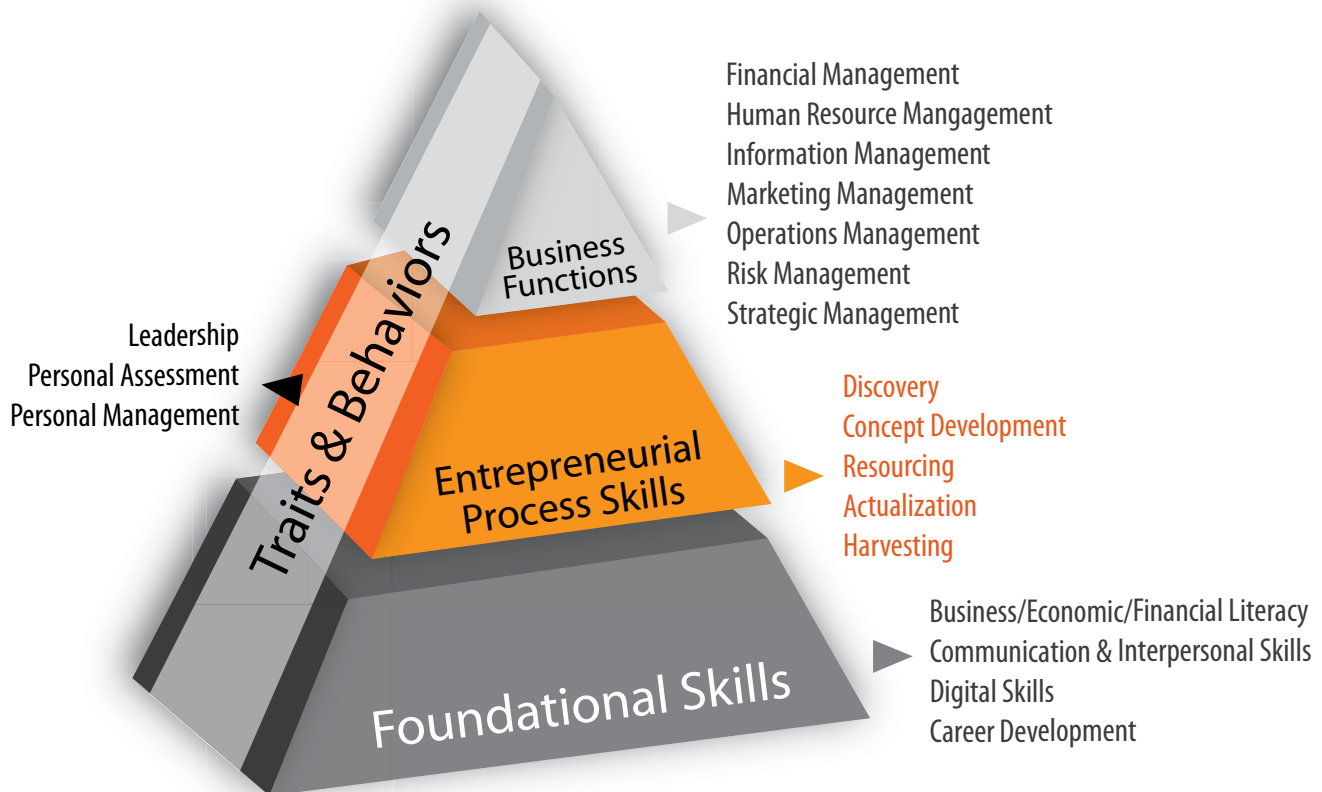 Financial Management
Human Resource Mangagement
Information Management
Marketing Management
Operations Management
Risk Management
Strategic Management
Business
Functions
Traits & Behaviors
Leadership
Personal Assessment
Personal Management
Entrepreneurial
Process Skills
Discovery
Concept Development
Resourcing
Actualization
Harvesting
Foundational Skills
Business/Economic/Financial Literacy
Communication & Interpersonal Skills
Digital Skills
Career Development